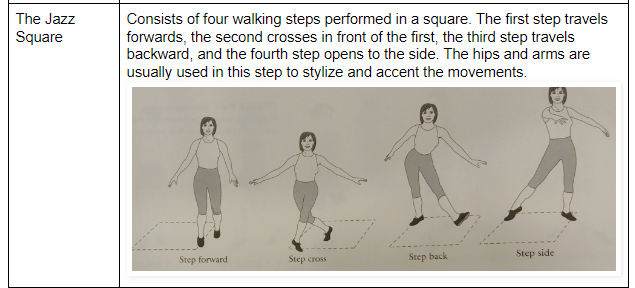 The Jazz
Square
Consists of four walking steps performed in a square. The first step travels
forwards, the second crosses in front of the first, the third step travels
backward, and the fourth step opens to the side. The hips and arms are
usually used in this step to stylize and accent the movements.
Step forward
Step cross
Step back
Step side